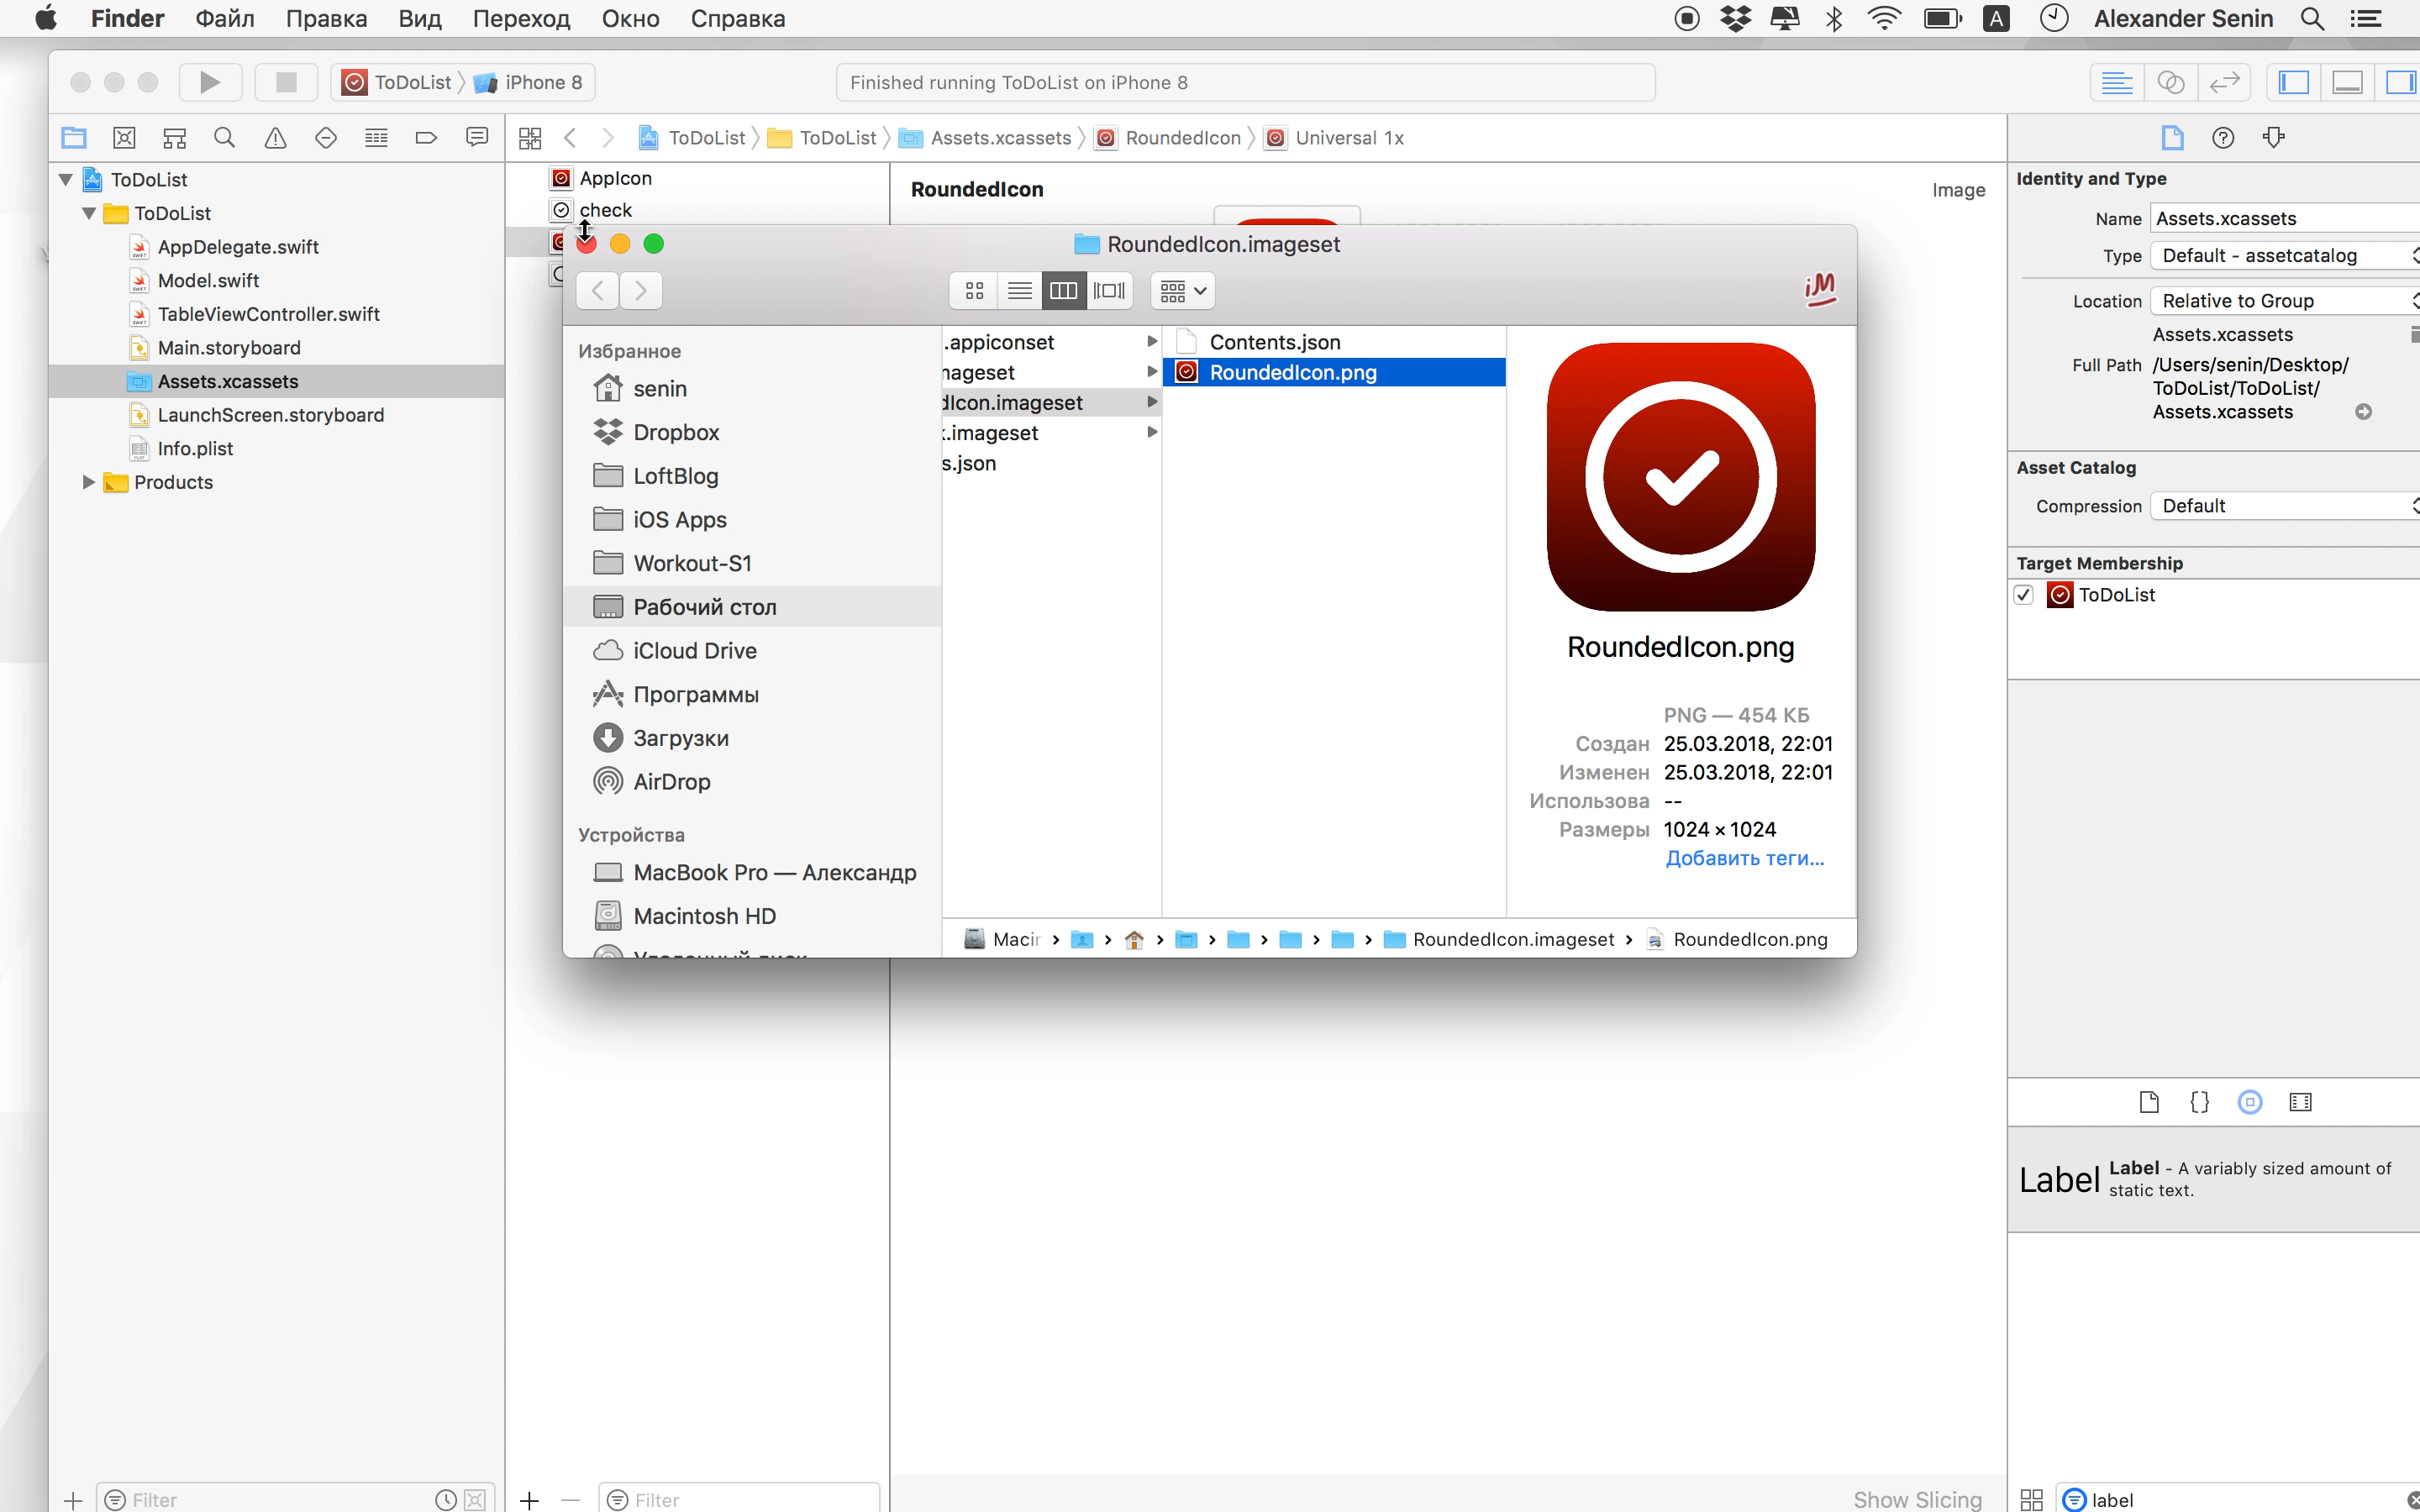 Finder Файл Правка Вид Переход Окно Справка A Alexander Senin
ToDoList iPhone 8 Finished running ToDoList on iPhone 8
ToDoList ToDoList Assets.xcassets RoundedIcon Universal 1x
ToDoList
ToDoList
AppDelegate.swift
Model.swift
TableViewController.swift
Main.storyboard
Assets.xcassets
LaunchScreen.storyboard
Info.plist
Products
AppIcon
check
RoundedIcon Image
RoundedIcon.imageset
iM
Избранное
senin
Dropbox
LoftBlog
iOS Apps
Workout-S1
Рабочий стол
iCloud Drive
Программы
Загрузки
AirDrop
Устройства
MacBook Pro — Александр
Macintosh HD
.appiconset
nageset
dIcon.imageset
.imageset
s.json
Contents.json
RoundedIcon.png
RoundedIcon.png
PNG — 454 КБ
Создан 25.03.2018, 22:01
Изменен 25.03.2018, 22:01
Использова --
Размеры 1024 × 1024
Добавить теги...
Macin RoundedIcon.imageset RoundedIcon.png
Identity and Type
Name Assets.xcassets
Type Default - assetcatalog
Location Relative to Group
Assets.xcassets
Full Path /Users/senin/Desktop/
ToDoList/ToDoList/
Assets.xcassets
Asset Catalog
Compression Default
Target Membership
ToDoList
Label Label - A variably sized amount of
static text.
Filter
Filter
Show Slicing
label